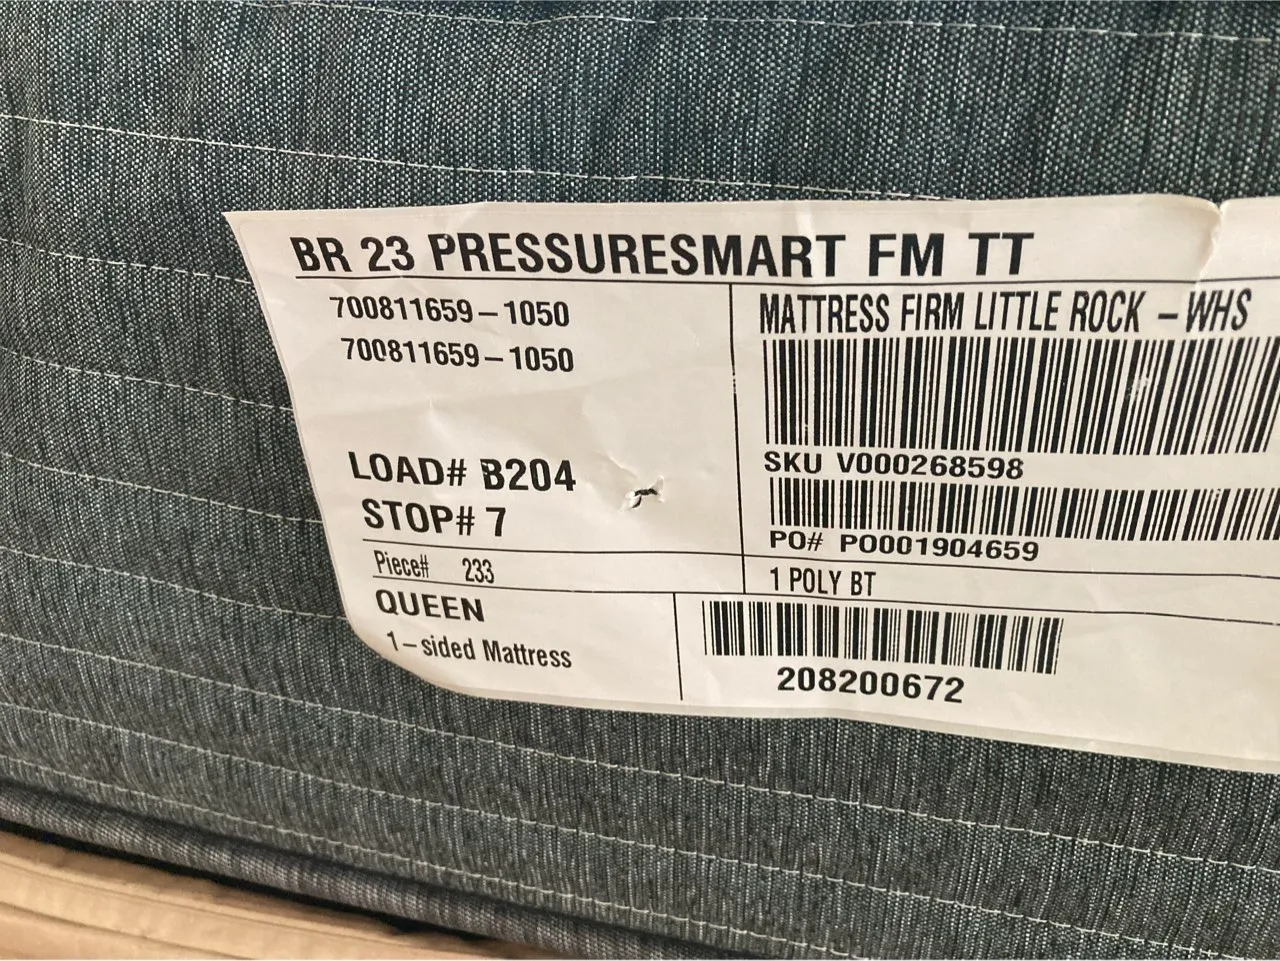 BR 23 PRESSURESMART FM TT
700811659-1050
700811659-1050
MATTRESS FIRM LITTLE ROCK - WHS
SKU V000268598
LOAD# B204
STOP# 7
PO# PO001904659
Piece# 233
1 POLY BT
QUEEN
1-sided Mattress
208200672